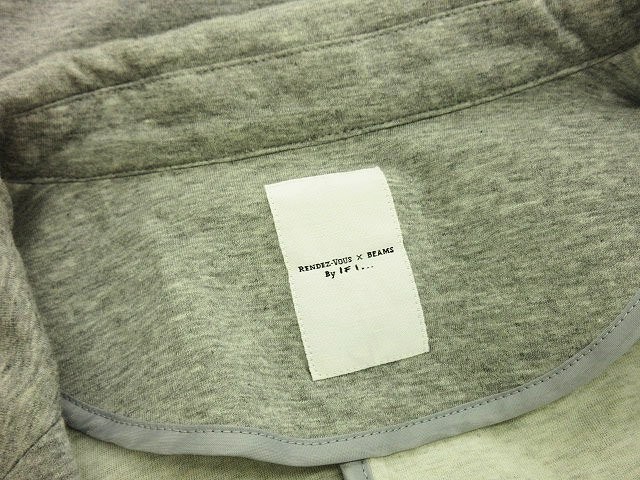 RENDEZ-VOUS × BEAMS
By IF I...